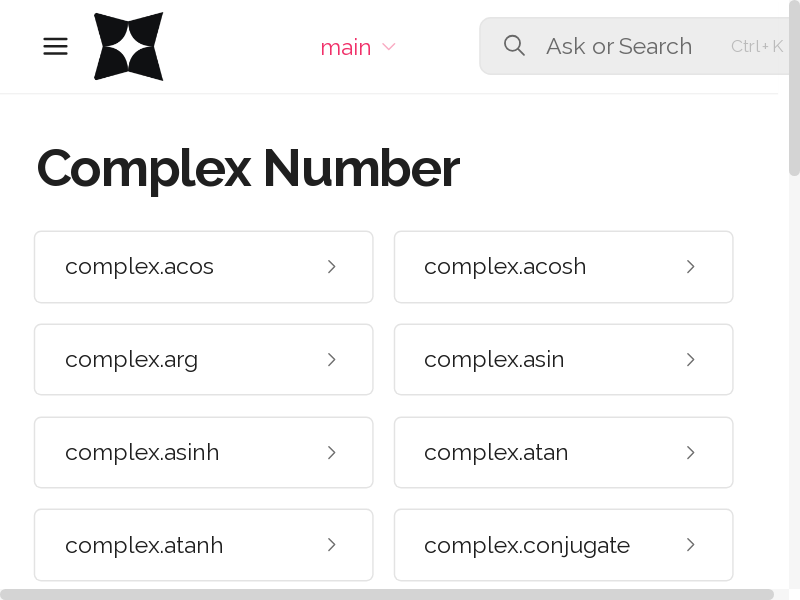 main
Ask or Search
Ctrl+K
Complex Number
complex.acos
complex.acosh
complex.arg
complex.asin
complex.asinh
complex.atan
complex.atanh
complex.conjugate